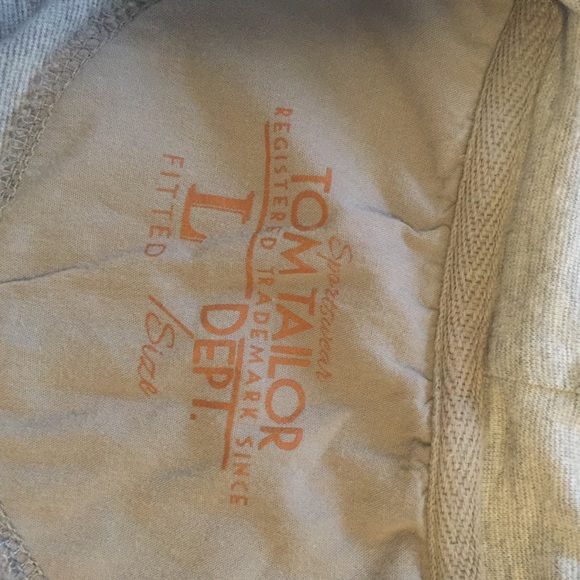 Sportswear
TOM TAILOR
REGISTERED TRADEMARK SINCE
L DEPT.
FITTED /Size